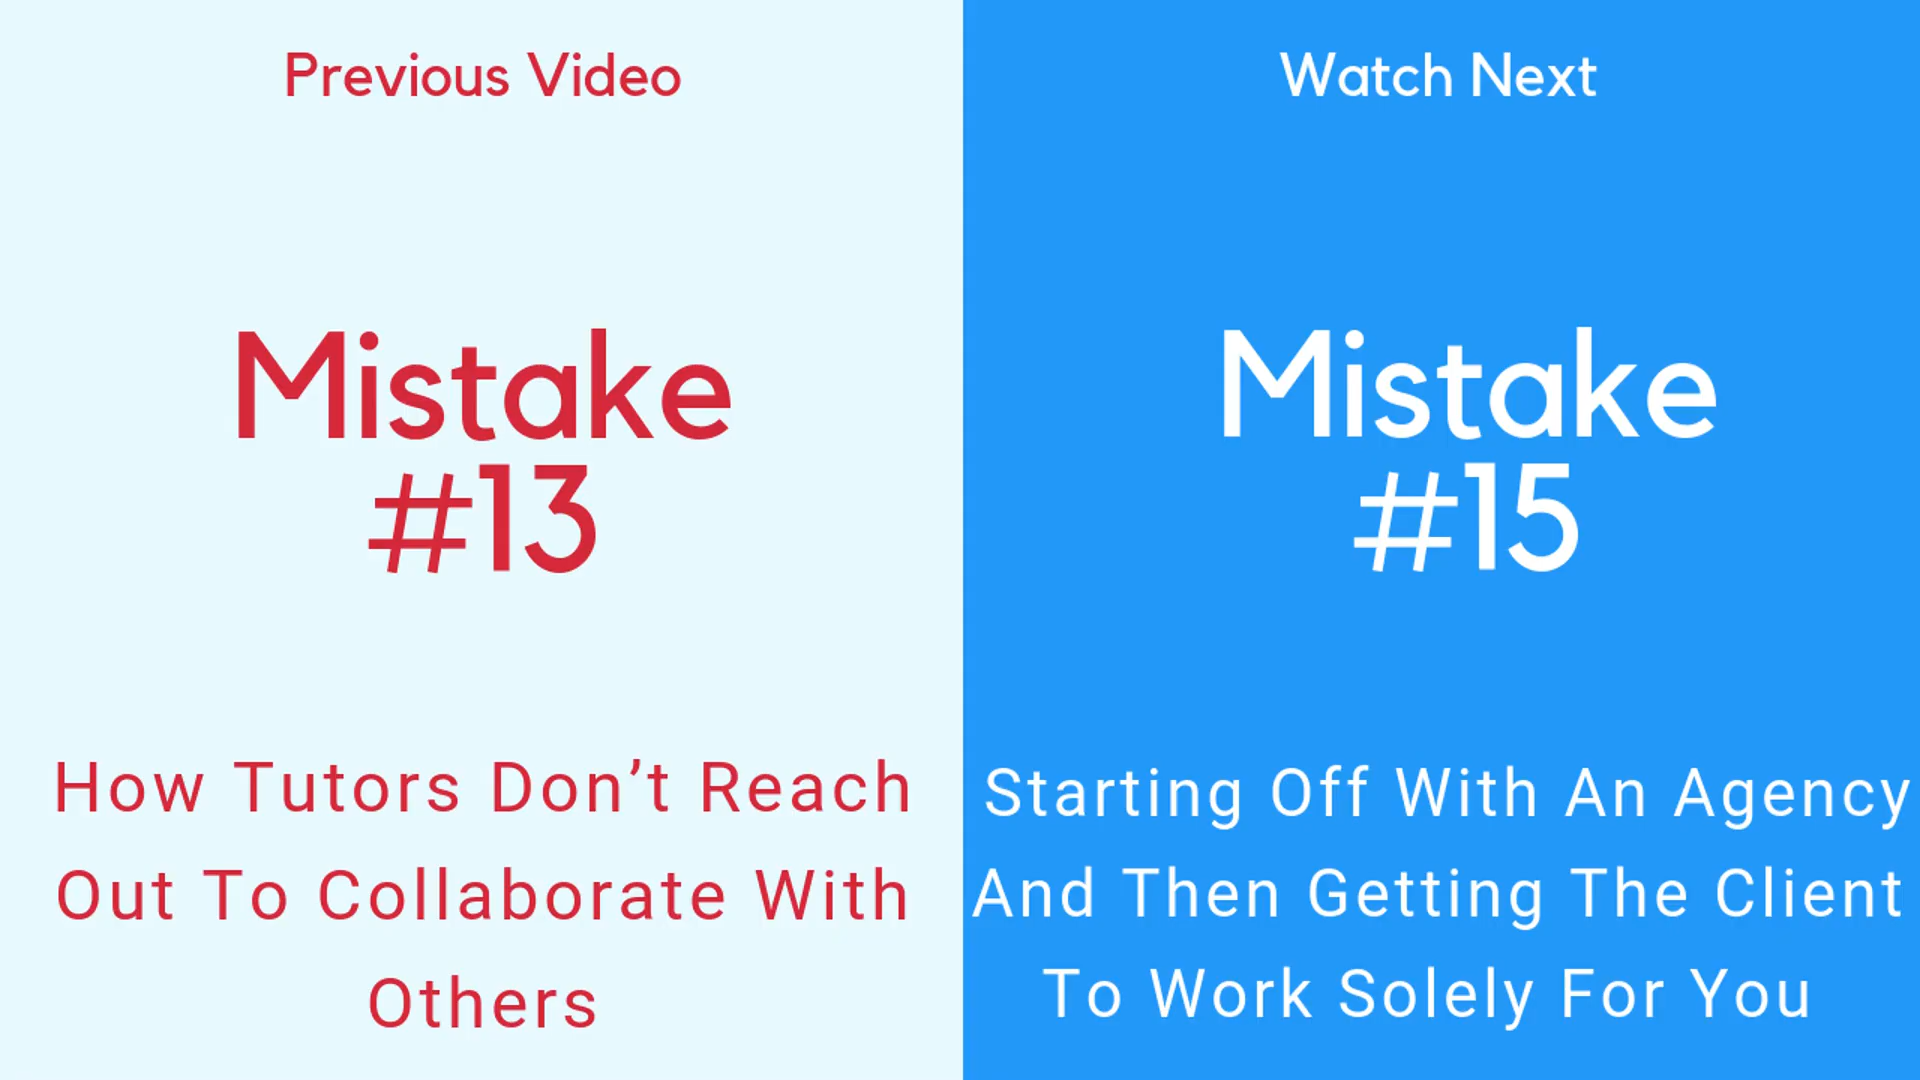 Previous Video
Mistake
#13
How Tutors Don’t Reach
Out To Collaborate With
Others
Watch Next
Mistake
#15
Starting Off With An Agency
And Then Getting The Client
To Work Solely For You